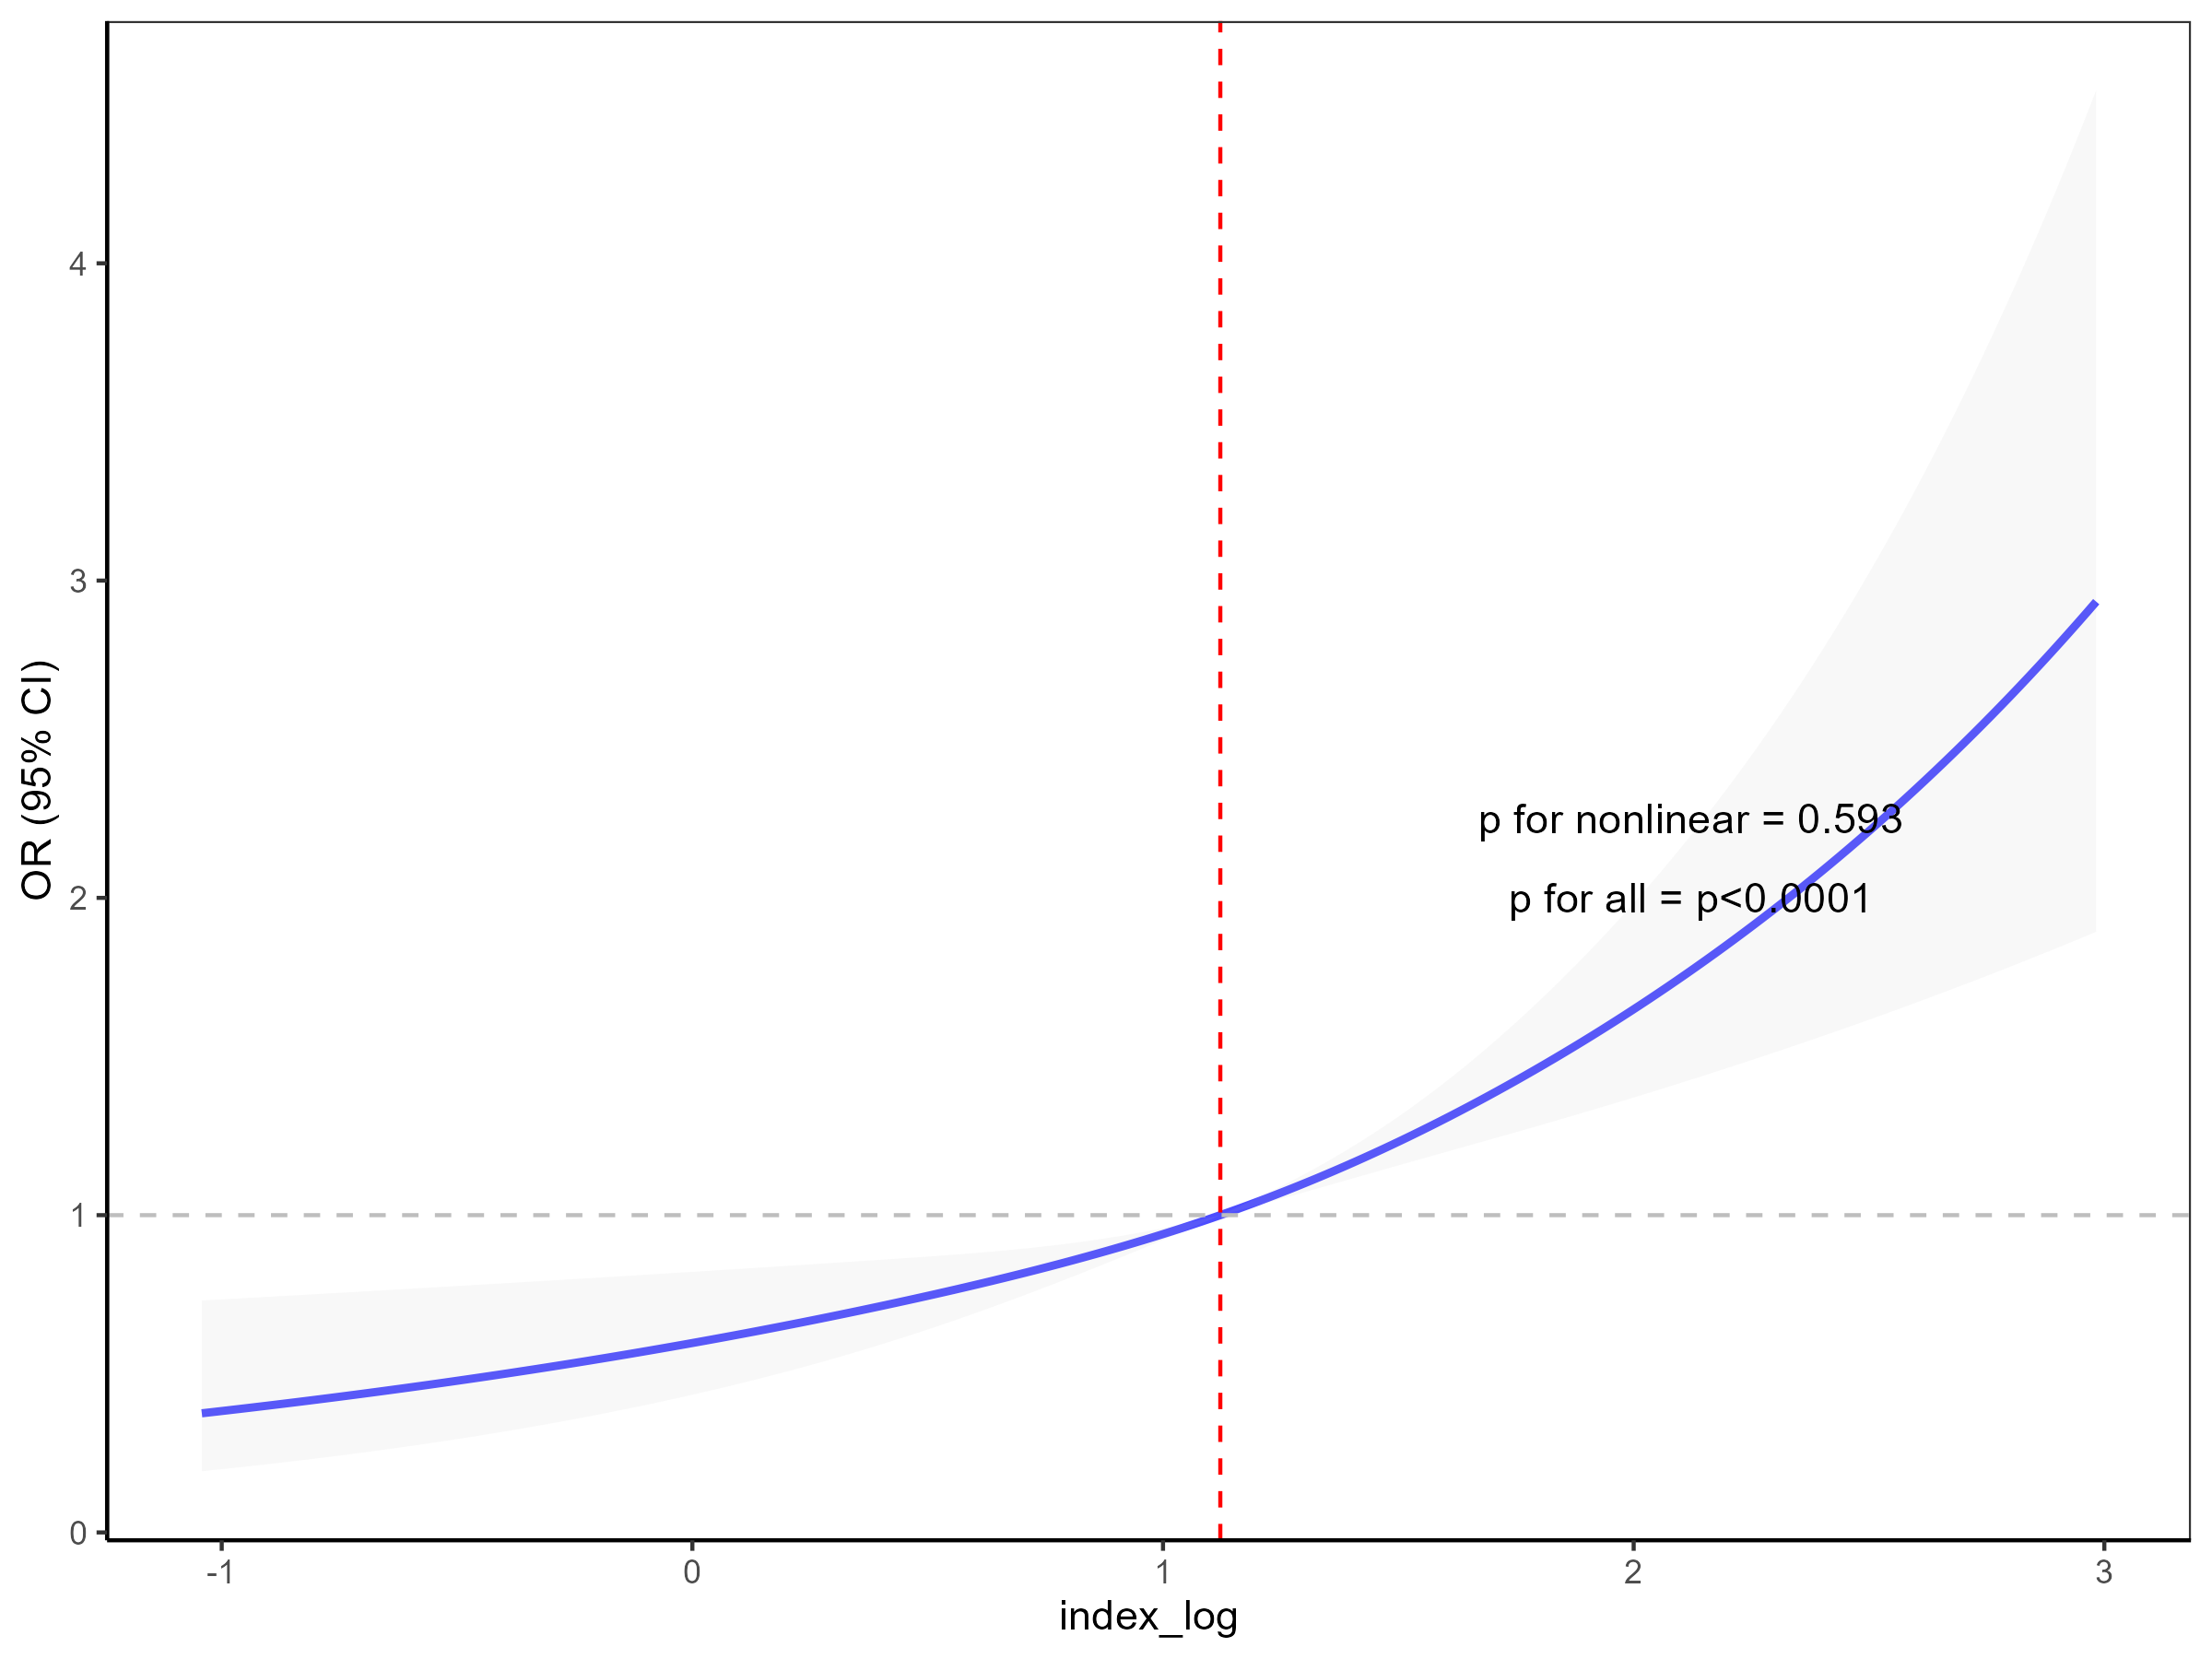 OR (95% CI)
4
3
2
1
0
p for nonlinear = 0.593
p for all = p<0.0001
-1 0 1 2 3
index_log